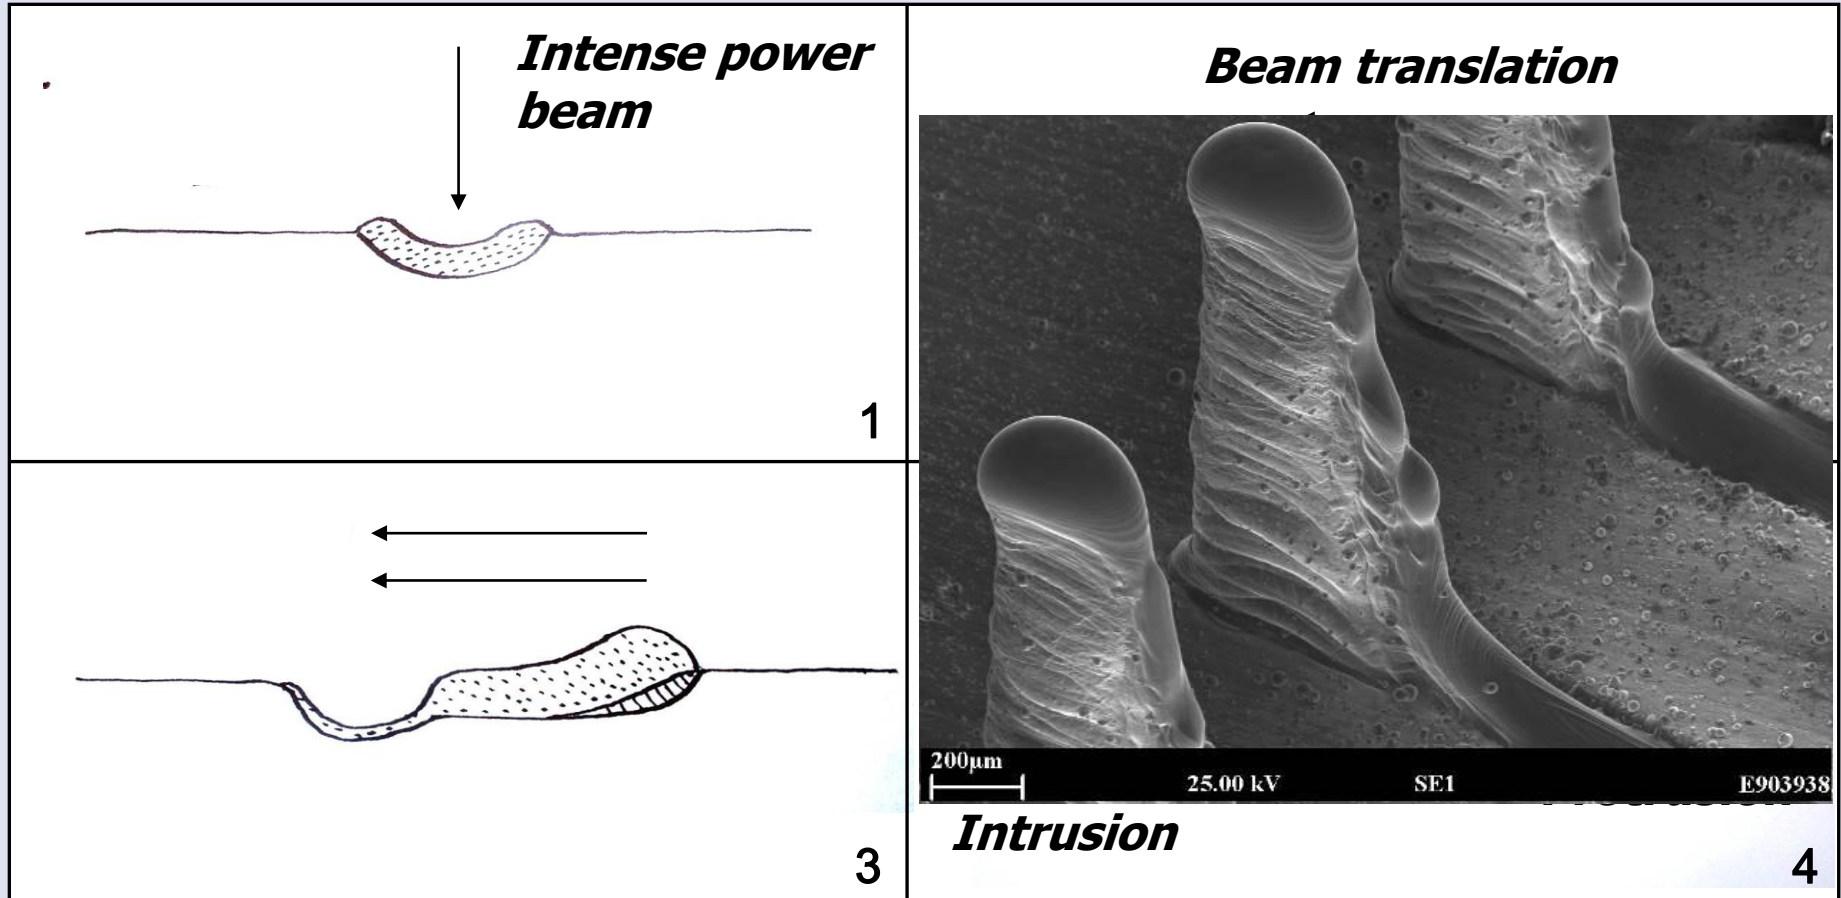 Intense power
beam
1
Beam translation
3
200µm
25.00 kV
SE1
E903938
Intrusion
4